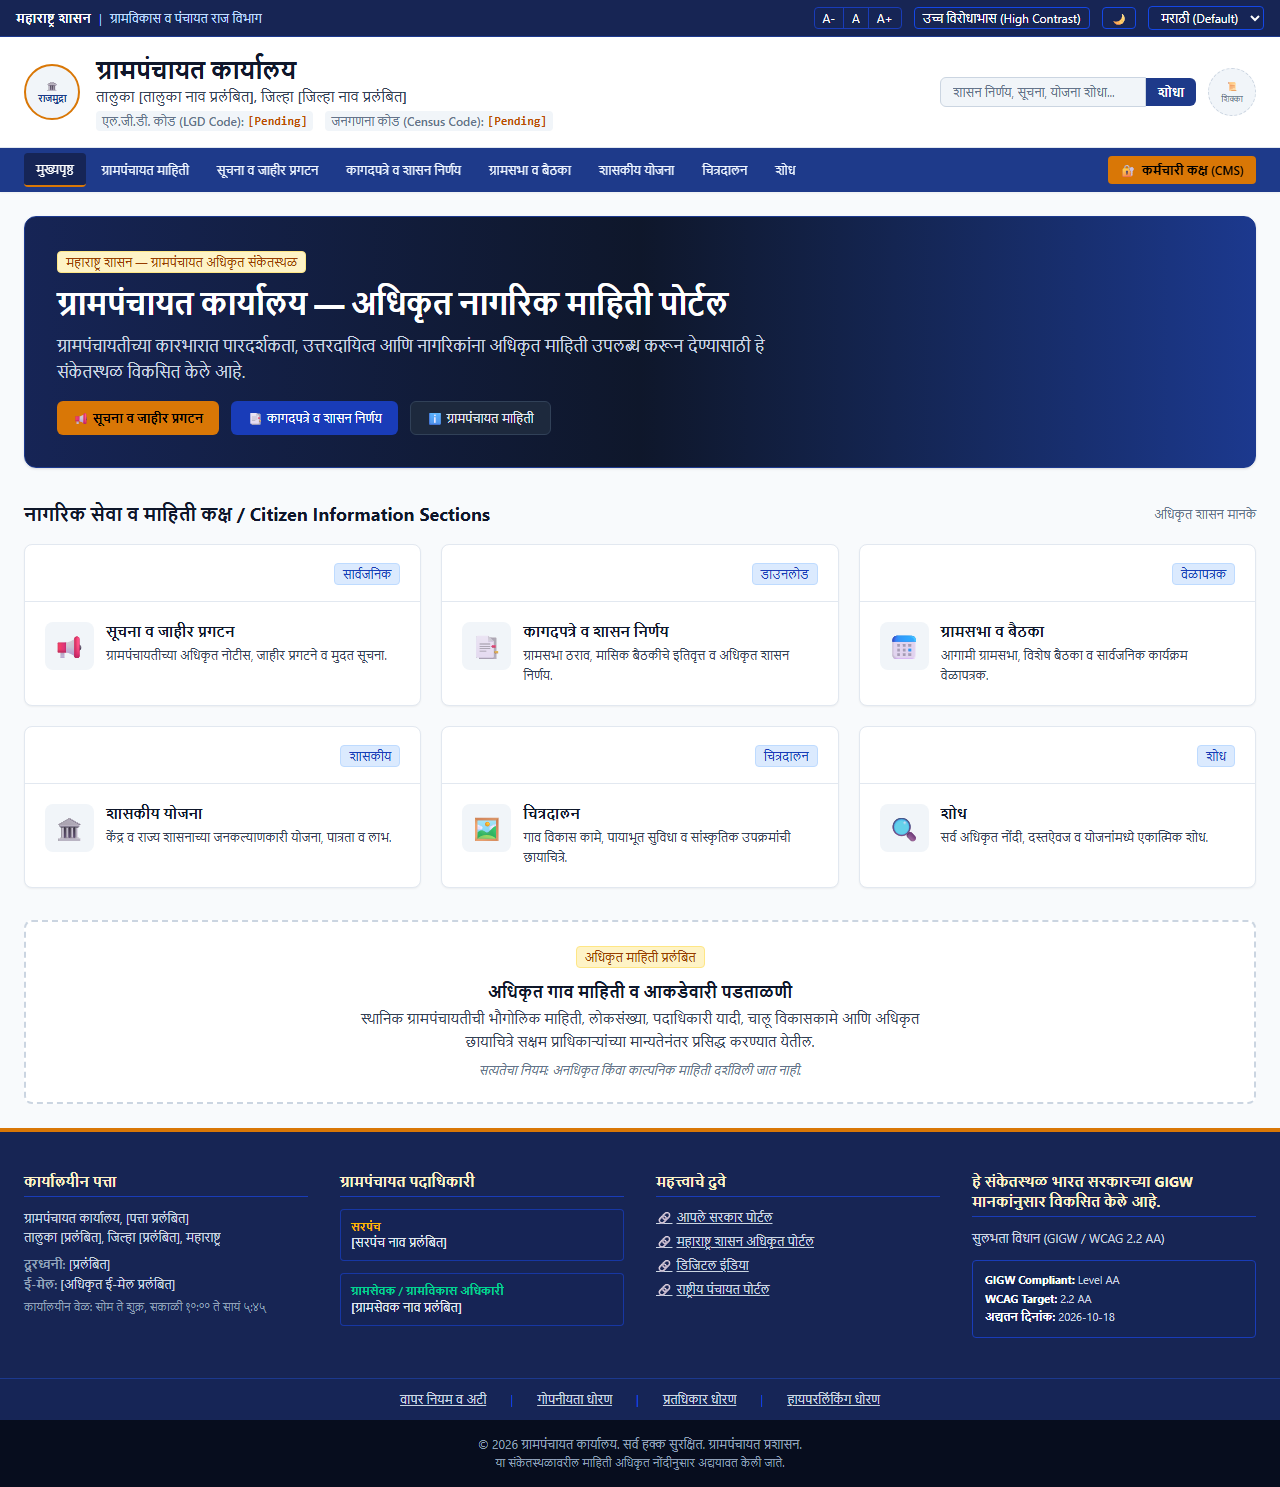 महाराष्ट्र शासन | ग्रामविकास व पंचायत राज विभाग
A- A A+ उच्च विरोधाभास (High Contrast) मराठी (Default)
राजमुद्रा
ग्रामपंचायत कार्यालय
तालुका [तालुका नाव प्रलंबित], जिल्हा [जिल्हा नाव प्रलंबित]
एल.जी.डी. कोड (LGD Code): [Pending] जनगणना कोड (Census Code): [Pending]
शासन निर्णय, सूचना, योजना शोधा... शोधा
शिक्का
मुख्यपृष्ठ ग्रामपंचायत माहिती सूचना व जाहीर प्रगटन कागदपत्रे व शासन निर्णय ग्रामसभा व बैठका शासकीय योजना चित्रदालन शोध कर्मचारी कक्ष (CMS)
महाराष्ट्र शासन — ग्रामपंचायत अधिकृत संकेतस्थळ
ग्रामपंचायत कार्यालय — अधिकृत नागरिक माहिती पोर्टल
ग्रामपंचायतीच्या कारभारात पारदर्शकता, उत्तरदायित्व आणि नागरिकांना अधिकृत माहिती उपलब्ध करून देण्यासाठी हे
संकेतस्थळ विकसित केले आहे.
सूचना व जाहीर प्रगटन कागदपत्रे व शासन निर्णय ग्रामपंचायत माहिती
नागरिक सेवा व माहिती कक्ष / Citizen Information Sections अधिकृत शासन मानके
सार्वजनिक
सूचना व जाहीर प्रगटन
ग्रामपंचायतीच्या अधिकृत नोटीस, जाहीर प्रगटने व मुदत सूचना.
डाउनलोड
कागदपत्रे व शासन निर्णय
ग्रामसभा ठराव, मासिक बैठकीचे इतिवृत्त व अधिकृत शासन
निर्णय.
वेळापत्रक
ग्रामसभा व बैठका
आगामी ग्रामसभा, विशेष बैठका व सार्वजनिक कार्यक्रम
वेळापत्रक.
शासकीय
शासकीय योजना
केंद्र व राज्य शासनाच्या जनकल्याणकारी योजना, पात्रता व लाभ.
चित्रदालन
चित्रदालन
गाव विकास कामे, पायाभूत सुविधा व सांस्कृतिक उपक्रमांची
छायाचित्रे.
शोध
शोध
सर्व अधिकृत नोंदी, दस्तऐवज व योजनांमध्ये एकात्मिक शोध.
अधिकृत माहिती प्रलंबित
अधिकृत गाव माहिती व आकडेवारी पडताळणी
स्थानिक ग्रामपंचायतीची भौगोलिक माहिती, लोकसंख्या, पदाधिकारी यादी, चालू विकासकामे आणि अधिकृत
छायाचित्रे सक्षम प्राधिकाऱ्यांच्या मान्यतेनंतर प्रसिद्ध करण्यात येतील.
सत्यतेचा नियम: अनधिकृत किंवा काल्पनिक माहिती दर्शविली जात नाही.
कार्यालयीन पत्ता
ग्रामपंचायत कार्यालय, [पत्ता प्रलंबित]
तालुका [प्रलंबित], जिल्हा [प्रलंबित], महाराष्ट्र
दूरध्वनी: [प्रलंबित]
ई-मेल: [अधिकृत ई-मेल प्रलंबित]
कार्यालयीन वेळ: सोम ते शुक्र, सकाळी १०:०० ते सायं ५:४५
ग्रामपंचायत पदाधिकारी
सरपंच
[सरपंच नाव प्रलंबित]
ग्रामसेवक / ग्रामविकास अधिकारी
[ग्रामसेवक नाव प्रलंबित]
महत्त्वाचे दुवे
आपले सरकार पोर्टल
महाराष्ट्र शासन अधिकृत पोर्टल
डिजिटल इंडिया
राष्ट्रीय पंचायत पोर्टल
हे संकेतस्थळ भारत सरकारच्या GIGW
मानकांनुसार विकसित केले आहे.
सुलभता विधान (GIGW / WCAG 2.2 AA)
GIGW Compliant: Level AA
WCAG Target: 2.2 AA
अद्यतन दिनांक: 2026-10-18
वापर नियम व अटी | गोपनीयता धोरण | प्रतधिकार धोरण | हायपरलिंकिंग धोरण
© 2026 ग्रामपंचायत कार्यालय. सर्व हक्क सुरक्षित. ग्रामपंचायत प्रशासन.
या संकेतस्थळावरील माहिती अधिकृत नोंदीनुसार अद्ययावत केली जाते.